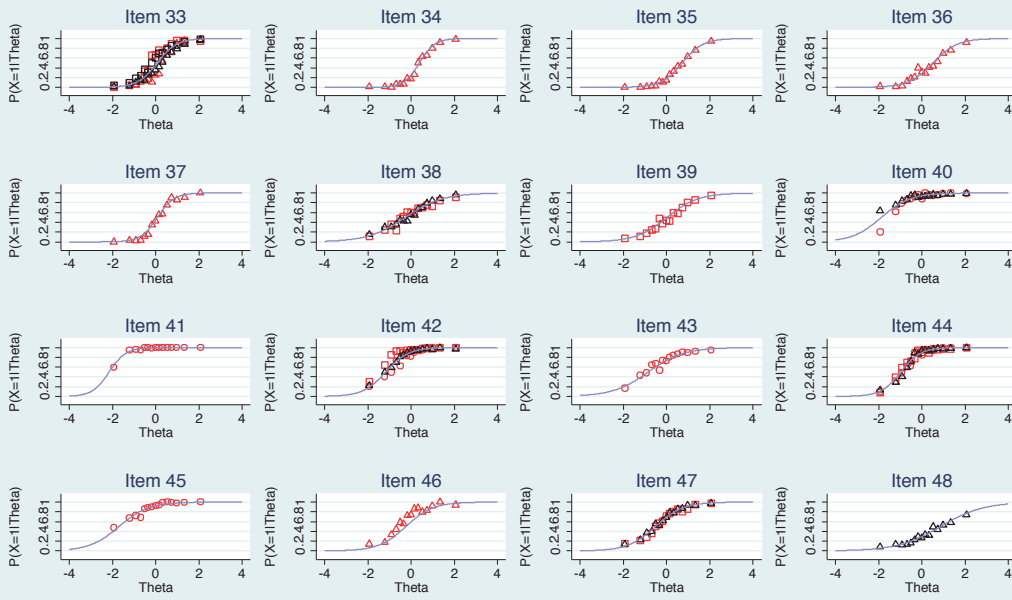 Item 33 Item 34 Item 35 Item 36
P(X=1|Theta) 0.2.4.6.81 P(X=1|Theta) 0.2.4.6.81 P(X=1|Theta) 0.2.4.6.81 P(X=1|Theta) 0.2.4.6.81
-4 -2 0 2 4 -4 -2 0 2 4 -4 -2 0 2 4 -4 -2 0 2 4
Theta Theta Theta Theta
Item 37 Item 38 Item 39 Item 40
P(X=1|Theta) 0.2.4.6.81 P(X=1|Theta) 0.2.4.6.81 P(X=1|Theta) 0.2.4.6.81 P(X=1|Theta) 0.2.4.6.81
-4 -2 0 2 4 -4 -2 0 2 4 -4 -2 0 2 4 -4 -2 0 2 4
Theta Theta Theta Theta
Item 41 Item 42 Item 43 Item 44
P(X=1|Theta) 0.2.4.6.81 P(X=1|Theta) 0.2.4.6.81 P(X=1|Theta) 0.2.4.6.81 P(X=1|Theta) 0.2.4.6.81
-4 -2 0 2 4 -4 -2 0 2 4 -4 -2 0 2 4 -4 -2 0 2 4
Theta Theta Theta Theta
Item 45 Item 46 Item 47 Item 48
P(X=1|Theta) 0.2.4.6.81 P(X=1|Theta) 0.2.4.6.81 P(X=1|Theta) 0.2.4.6.81 P(X=1|Theta) 0.2.4.6.81
-4 -2 0 2 4 -4 -2 0 2 4 -4 -2 0 2 4 -4 -2 0 2 4
Theta Theta Theta Theta